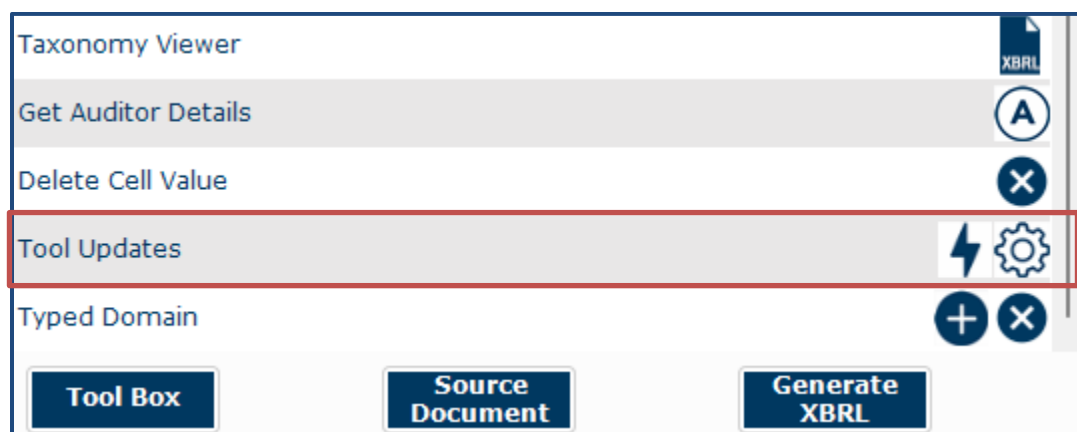 Taxonomy Viewer
XBRL
Get Auditor Details
A
Delete Cell Value
Tool Updates
Typed Domain
Tool Box
Source
Document
Generate
XBRL